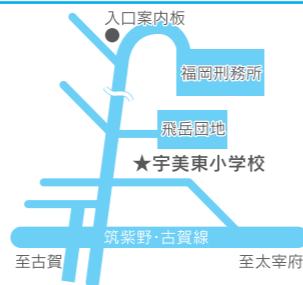 入口案内板
福岡刑務所
飛岳団地
★宇美東小学校
筑紫野・古賀線
至古賀
至太宰府